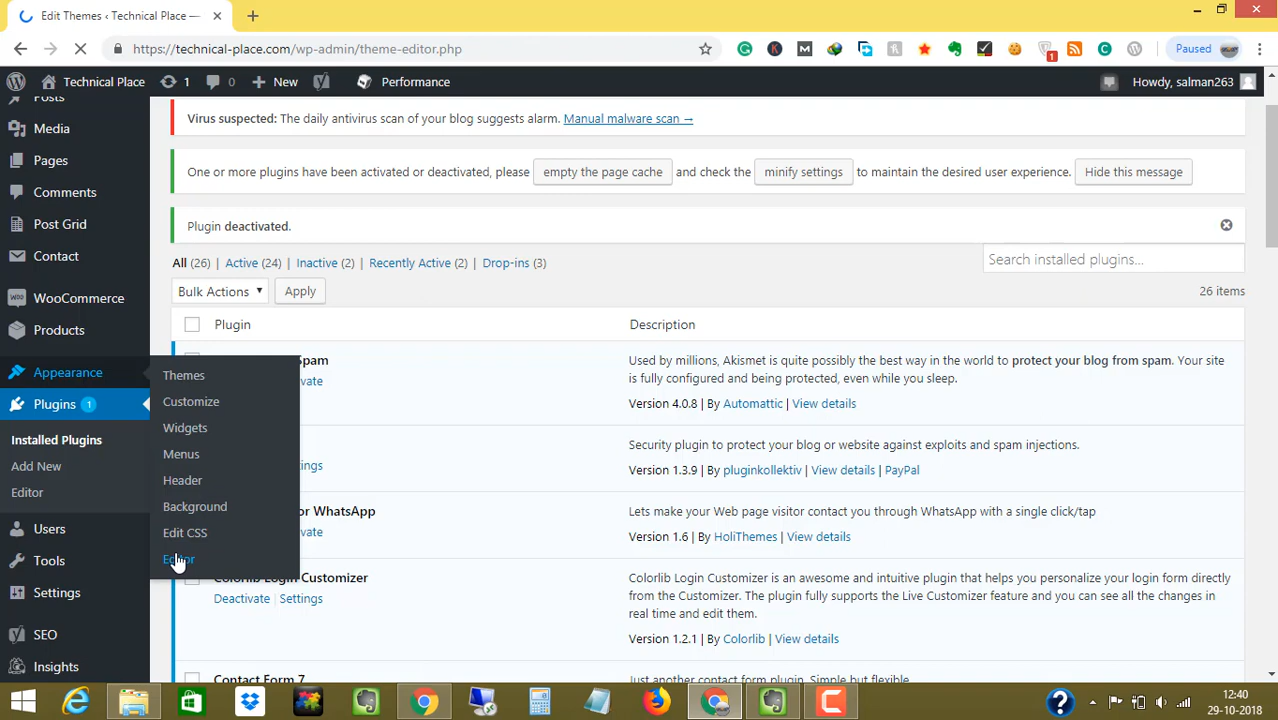 Edit Themes ‹ Technical Place —
https://technical-place.com/wp-admin/theme-editor.php
Paused
Technical Place 1 0 New Performance Howdy, salman263
Posts
Media
Pages
Comments
Post Grid
Contact
WooCommerce
Products
Appearance
Plugins 1
Installed Plugins
Add New
Editor
Users
Tools
Settings
SEO
Insights
Themes
Customize
Widgets
Menus
Header
Background
Edit CSS
Editor
Virus suspected: The daily antivirus scan of your blog suggests alarm. Manual malware scan →
One or more plugins have been activated or deactivated, please empty the page cache and check the minify settings to maintain the desired user experience. Hide this message
Plugin deactivated.
All (26) | Active (24) | Inactive (2) | Recently Active (2) | Drop-ins (3)
Search installed plugins...
Bulk Actions Apply 26 items
Plugin Description
Spam
Used by millions, Akismet is quite possibly the best way in the world to protect your blog from spam. Your site
is fully configured and being protected, even while you sleep.
Version 4.0.8 | By Automattic | View details
Security plugin to protect your blog or website against exploits and spam injections.
Version 1.3.9 | By pluginkollektiv | View details | PayPal
or WhatsApp
Lets make your Web page visitor contact you through WhatsApp with a single click/tap
Version 1.6 | By HoliThemes | View details
Colorlib Login Customizer
Deactivate | Settings
Colorlib Login Customizer is an awesome and intuitive plugin that helps you personalize your login form directly
from the Customizer. The plugin fully supports the Live Customizer feature and you can see all the changes in
real time and edit them.
Version 1.2.1 | By Colorlib | View details
Contact Form 7
Just another contact form plugin. Simple but flexible.
12:40
29-10-2018